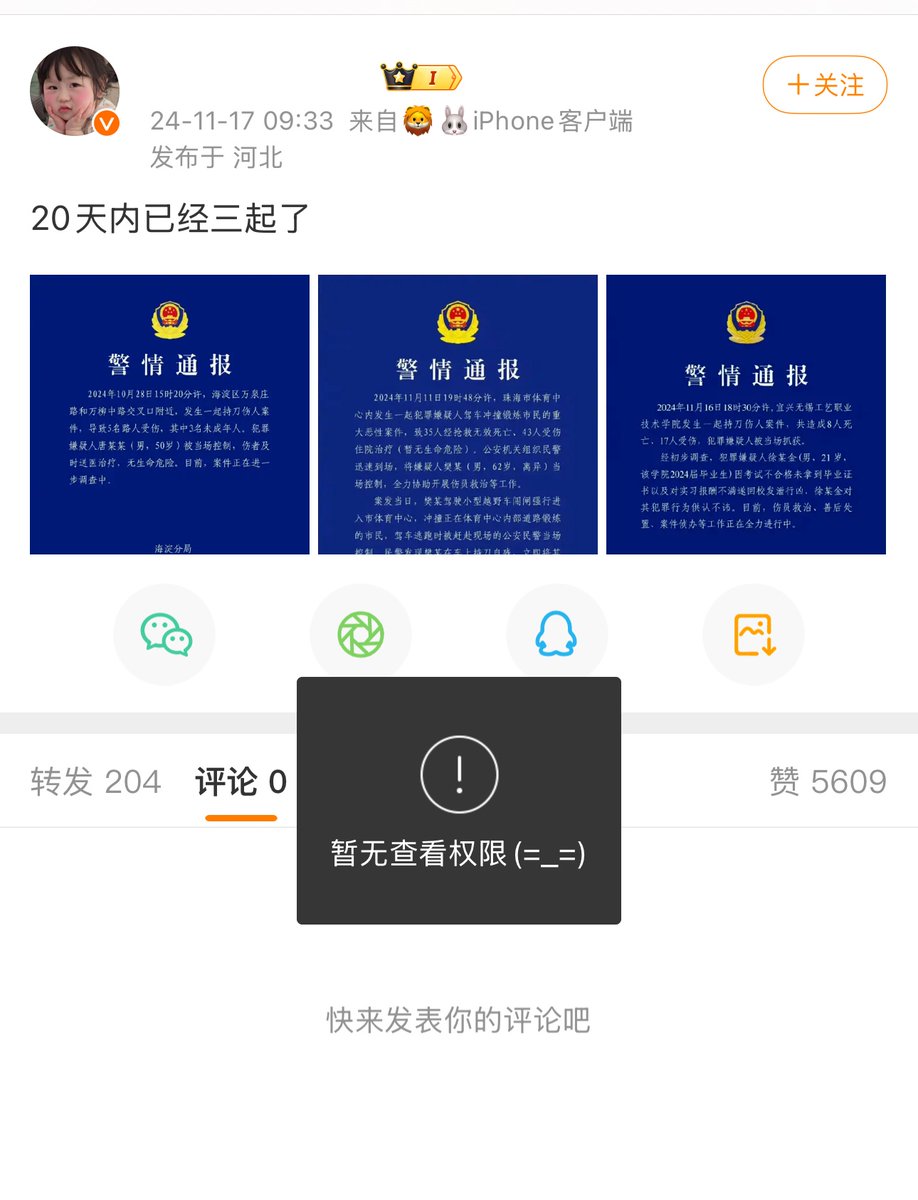 I
+关注
24-11-17 09:33 来自🦁🐰iPhone客户端
发布于 河北
20天内已经三起了
警情通报
2024年10月28日15时20分许，海淀区万泉庄
路和万柳中路交叉口附近，发生一起持刀伤人案
件，导致5名路人受伤，其中3名未成年人。犯罪
嫌疑人唐某某（男，50岁）被当场控制，伤者及
时送医治疗，无生命危险。目前，案件正在进一
步调查中。
海淀分局
警情通报
2024年11月11日19时48分许，珠海市体育中
心内发生一起犯罪嫌疑人驾车冲撞锻炼市民的重
大恶性案件，致35人经抢救无效死亡、43人受伤
住院治疗（暂无生命危险）。公安机关组织民警
迅速到场，将嫌疑人樊某（男，62岁，离异）当
场控制，全力协助开展伤员救治等工作。
案发当日，樊某驾驶小型越野车闯闸强行进
入市体育中心，冲撞正在体育中心内部道路锻炼
的市民，驾车逃跑时被赶赴现场的公安民警当场
控制。民警发现樊某在车上持刀自残，立即将其
警情通报
2024年11月16日18时30分许，宜兴无锡工艺职业
技术学院发生一起持刀伤人案件，共造成8人死
亡，17人受伤，犯罪嫌疑人被当场抓获。
经初步调查，犯罪嫌疑人徐某金(男，21岁，
该学院2024届毕业生)因考试不合格未拿到毕业证
书以及对实习报酬不满遂回校发泄行凶，徐某金对
其犯罪行为供认不讳。目前，伤员救治、善后处
置、案件侦办等工作正在全力进行中。
转发 204 评论 0 赞 5609
暂无查看权限(=_=)
快来发表你的评论吧